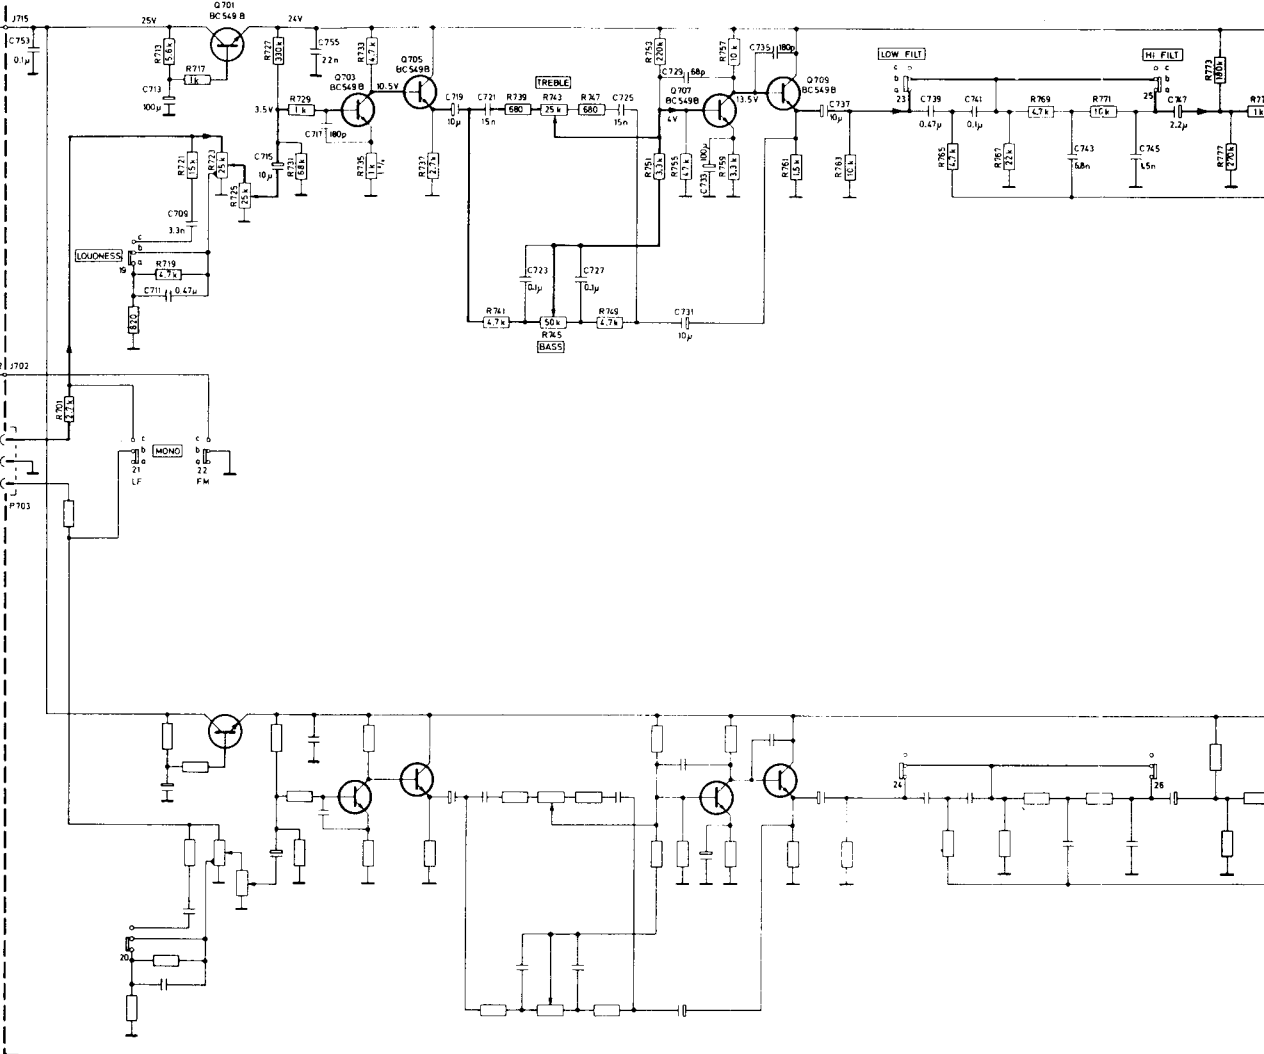 J715
25V
Q701
BC549B
24V
C753
0.1µ
R713
5.6k
R717
1k
C713
100µ
R727
330k
C755
22n
R733
4.7k
Q703
BC549B
10.5V
Q705
BC549B
3.5V
R729
1k
C717
180p
C715
10µ
R731
68k
R735
1k
R737
2.2k
C719
10µ
C721
15n
R739
680
TREBLE
R743
25k
R747
680
C725
15n
R753
220k
C729
68p
R757
10k
C735
180p
Q707
BC549B
13.5V
4V
Q709
BC549B
C737
10µ
R751
3.3k
R755
4.7k
C733
100µ
R759
3.3k
R761
1.5k
R763
10k
LOW FILT
c
b
a
23
C739
0.47µ
C741
0.1µ
R765
4.7k
R767
22k
R769
4.7k
R771
10k
C743
6.8n
C745
1.5n
HI FILT
c
b
a
25
C747
2.2µ
R773
180k
R777
270k
R77
1k
R721
15k
R723
25k
R725
25k
C709
3.3n
LOUDNESS
c
b
a
19
R719
4.7k
C711
0.47µ
820
C723
0.1µ
C727
0.1µ
R741
4.7k
50k
R745
BASS
R749
4.7k
C731
10µ
J702
R701
2.7k
c
b
a
21
LF
MONO
c
b
a
22
FM
P703
24
26
20